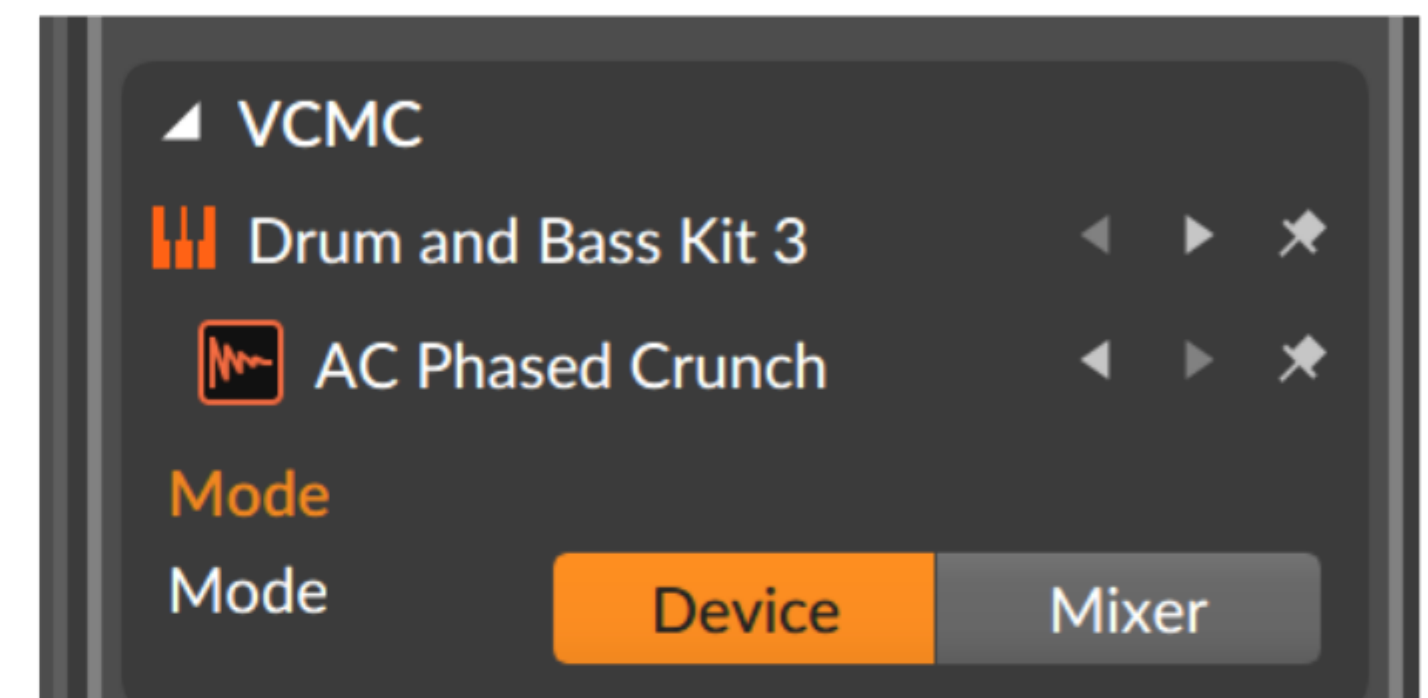 VCMC
Drum and Bass Kit 3
AC Phased Crunch
Mode
Mode Device Mixer